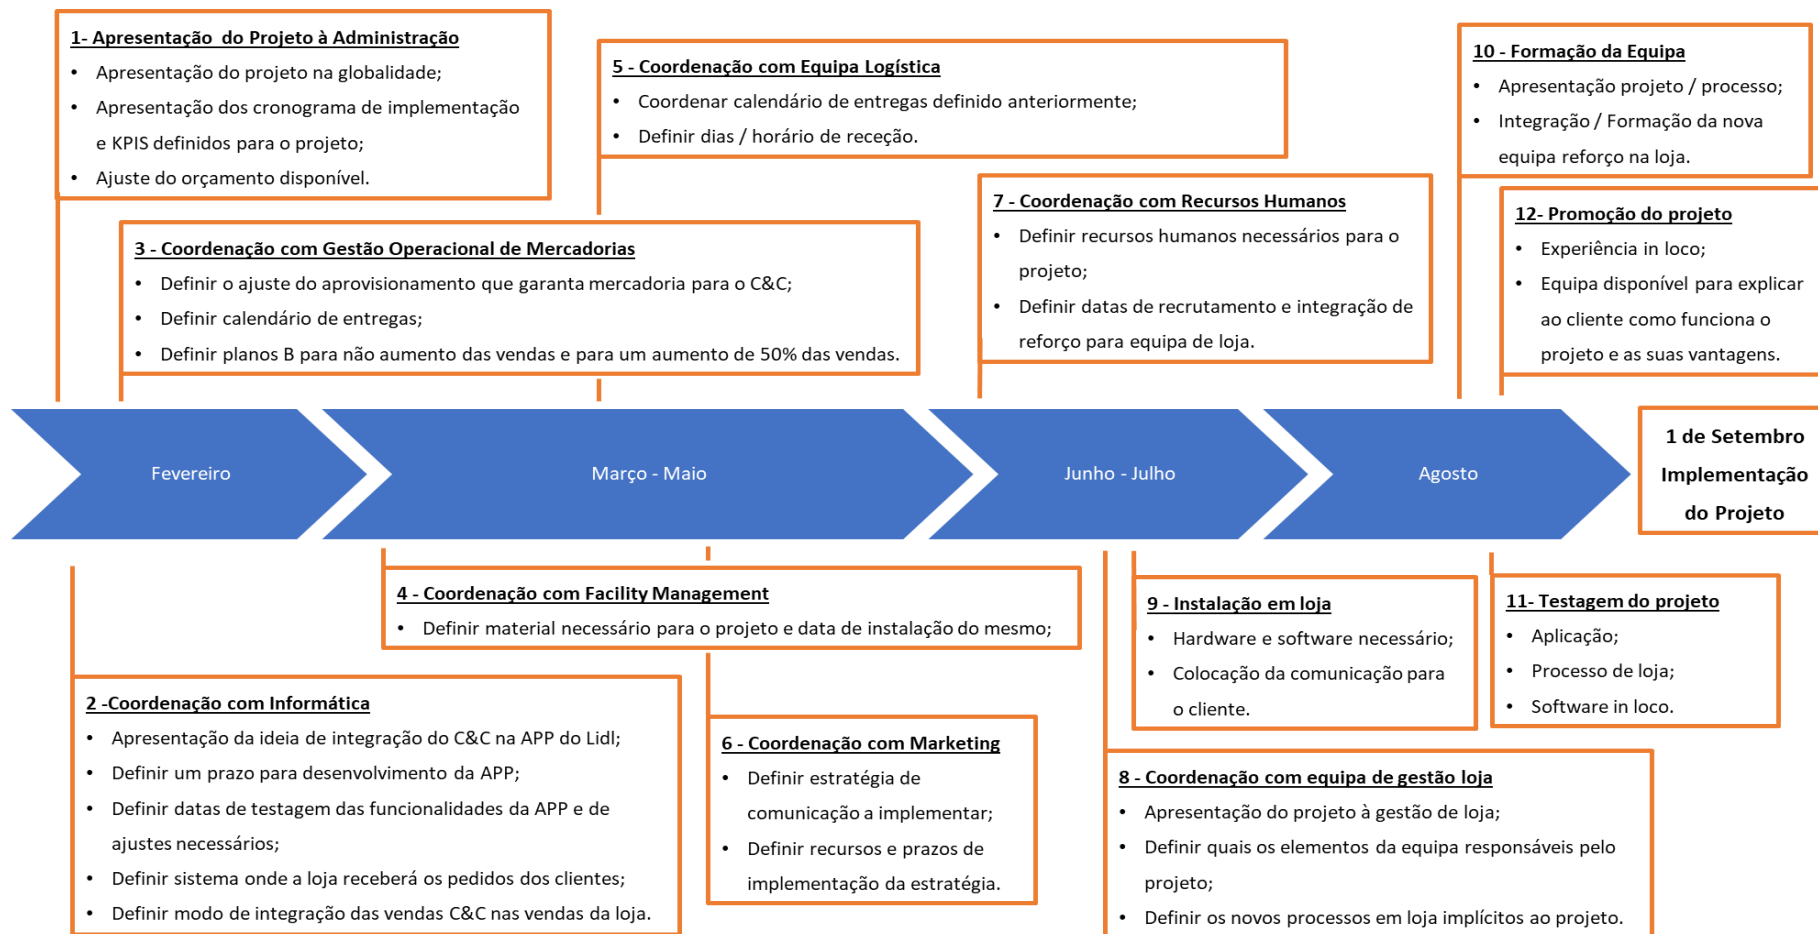 1- Apresentação do Projeto à Administração
• Apresentação do projeto na globalidade;
• Apresentação dos cronograma de implementação
e KPIS definidos para o projeto;
• Ajuste do orçamento disponível.
3 - Coordenação com Gestão Operacional de Mercadorias
• Definir o ajuste do aprovisionamento que garanta mercadoria para o C&C;
• Definir calendário de entregas;
• Definir planos B para não aumento das vendas e para um aumento de 50% das vendas.
5 - Coordenação com Equipa Logística
• Coordenar calendário de entregas definido anteriormente;
• Definir dias / horário de receção.
7 - Coordenação com Recursos Humanos
• Definir recursos humanos necessários para o
projeto;
• Definir datas de recrutamento e integração de
reforço para equipa de loja.
10 - Formação da Equipa
• Apresentação projeto / processo;
• Integração / Formação da nova
equipa reforço na loja.
12- Promoção do projeto
• Experiência in loco;
• Equipa disponível para explicar
ao cliente como funciona o
projeto e as suas vantagens.
Fevereiro
Março - Maio
Junho - Julho
Agosto
1 de Setembro
Implementação
do Projeto
4 - Coordenação com Facility Management
• Definir material necessário para o projeto e data de instalação do mesmo;
2 -Coordenação com Informática
• Apresentação da ideia de integração do C&C na APP do Lidl;
• Definir um prazo para desenvolvimento da APP;
• Definir datas de testagem das funcionalidades da APP e de
ajustes necessários;
• Definir sistema onde a loja receberá os pedidos dos clientes;
• Definir modo de integração das vendas C&C nas vendas da loja.
6 - Coordenação com Marketing
• Definir estratégia de
comunicação a implementar;
• Definir recursos e prazos de
implementação da estratégia.
9 - Instalação em loja
• Hardware e software necessário;
• Colocação da comunicação para
o cliente.
11- Testagem do projeto
• Aplicação;
• Processo de loja;
• Software in loco.
8 - Coordenação com equipa de gestão loja
• Apresentação do projeto à gestão de loja;
• Definir quais os elementos da equipa responsáveis pelo
projeto;
• Definir os novos processos em loja implícitos ao projeto.